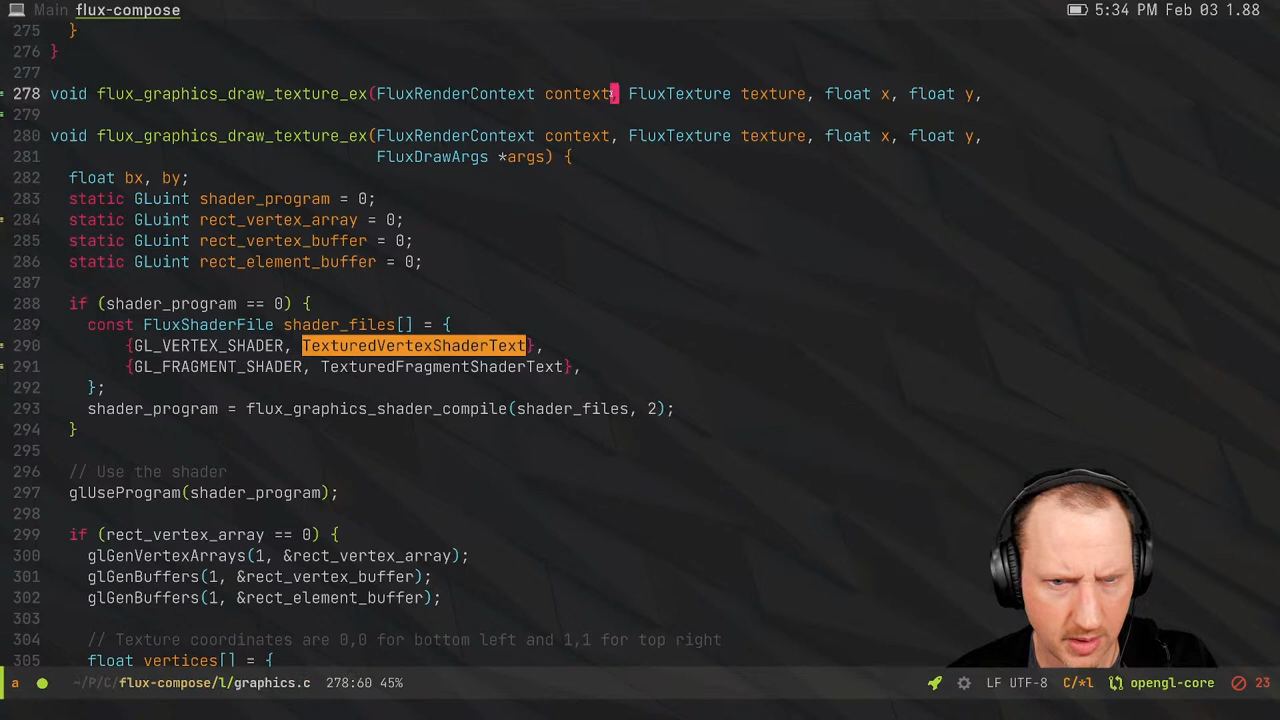 Main flux-compose 5:34 PM Feb 03 1.88
275 }
276 }
277
278 void flux_graphics_draw_texture_ex(FluxRenderContext context, FluxTexture texture, float x, float y,
279
280 void flux_graphics_draw_texture_ex(FluxRenderContext context, FluxTexture texture, float x, float y,
281 FluxDrawArgs *args) {
282 float bx, by;
283 static GLuint shader_program = 0;
284 static GLuint rect_vertex_array = 0;
285 static GLuint rect_vertex_buffer = 0;
286 static GLuint rect_element_buffer = 0;
287
288 if (shader_program == 0) {
289 const FluxShaderFile shader_files[] = {
290 {GL_VERTEX_SHADER, TexturedVertexShaderText},
291 {GL_FRAGMENT_SHADER, TexturedFragmentShaderText},
292 };
293 shader_program = flux_graphics_shader_compile(shader_files, 2);
294 }
295
296 // Use the shader
297 glUseProgram(shader_program);
298
299 if (rect_vertex_array == 0) {
300 glGenVertexArrays(1, &rect_vertex_array);
301 glGenBuffers(1, &rect_vertex_buffer);
302 glGenBuffers(1, &rect_element_buffer);
303
304 // Texture coordinates are 0,0 for bottom left and 1,1 for top right
305 float vertices[] = {
a ~/P/C/flux-compose/l/graphics.c 278:60 45% LF UTF-8 C/*l opengl-core 23